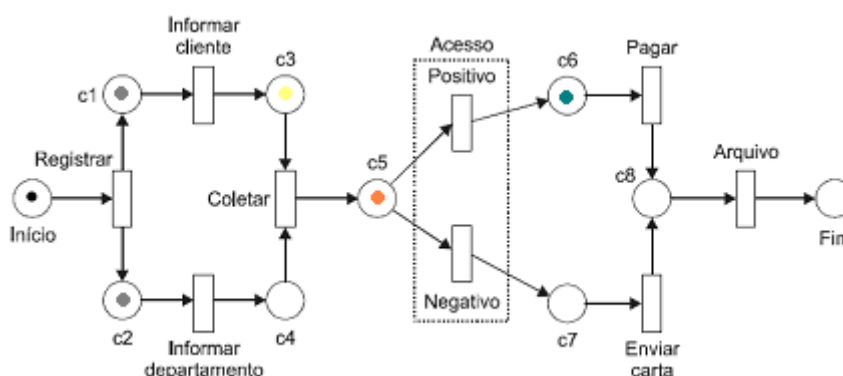 Informar
cliente
c1
c3
Registrar
Início
Coletar
c2
c4
Informar
departamento
c5
Acesso
Positivo
Negativo
c6
Pagar
c7
Enviar
carta
c8
Arquivo
Fim